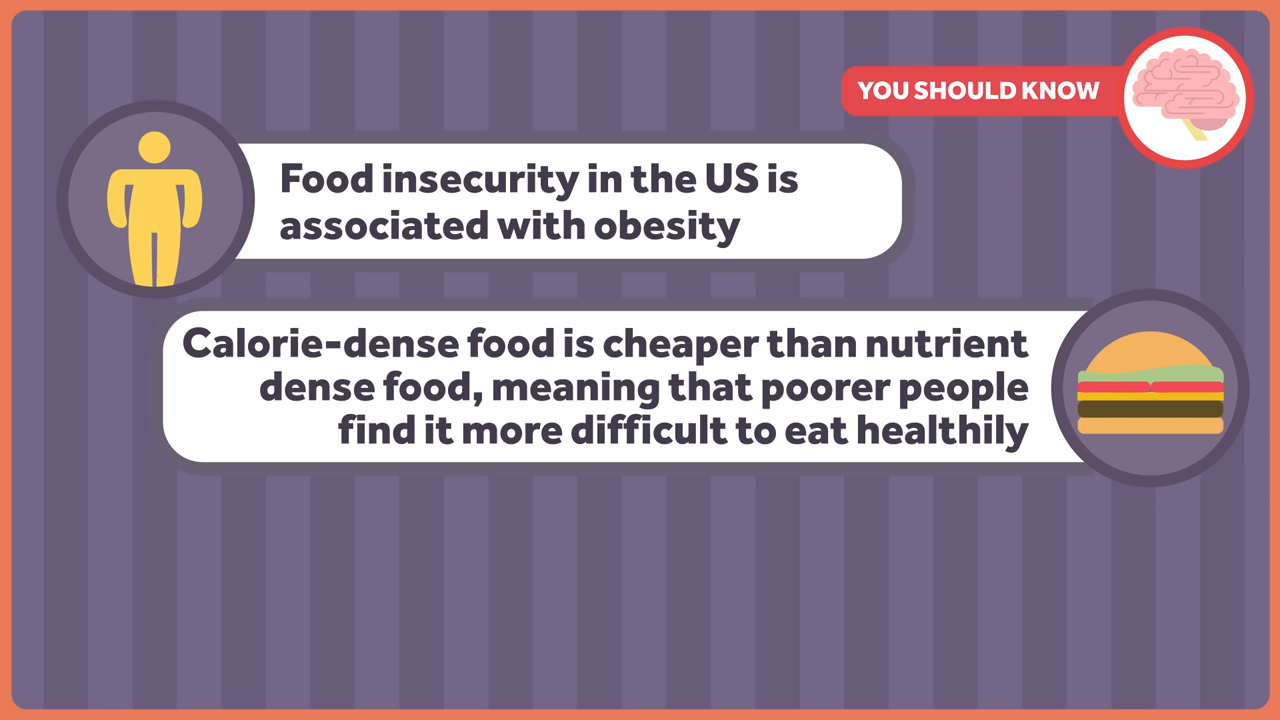 YOU SHOULD KNOW
Food insecurity in the US is
associated with obesity
Calorie-dense food is cheaper than nutrient
dense food, meaning that poorer people
find it more difficult to eat healthily